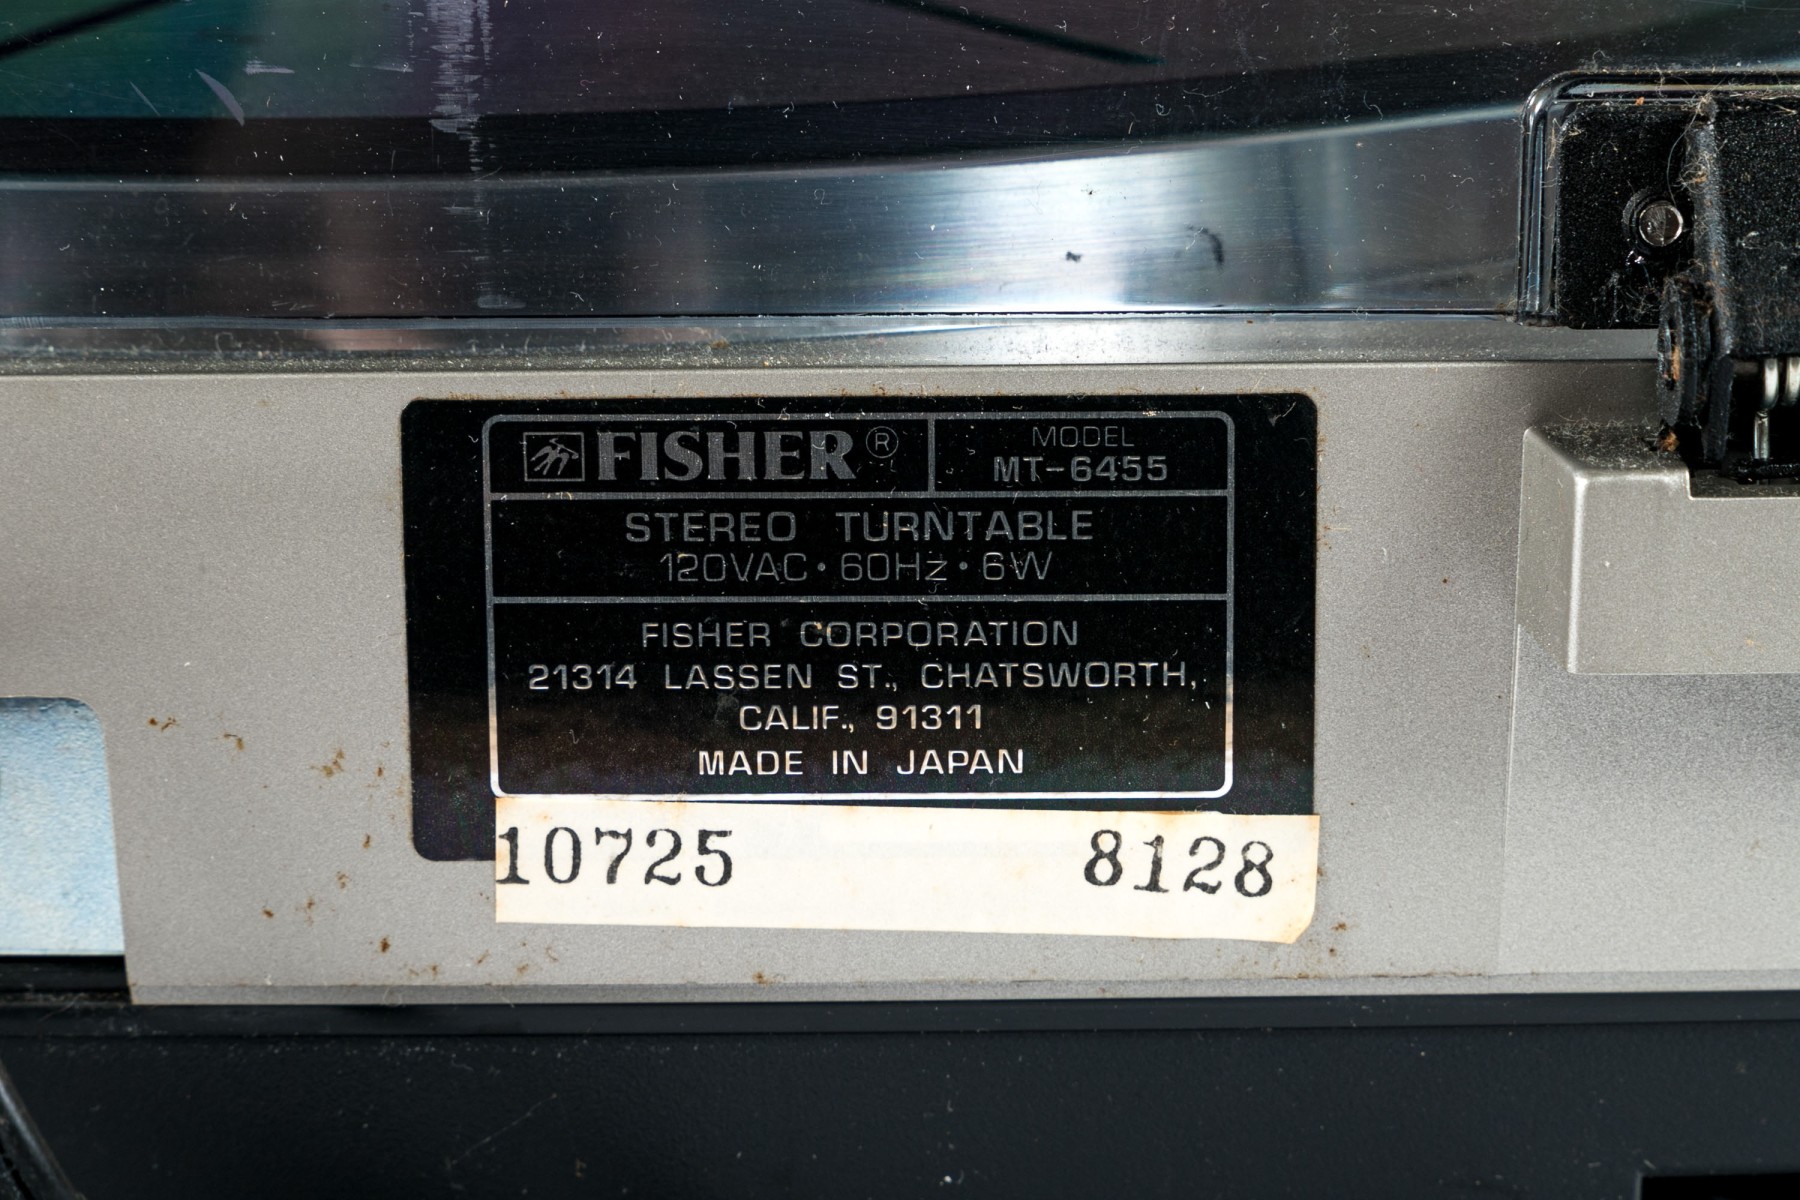 FISHER®
MODEL
MT-6455
STEREO TURNTABLE
120VAC · 60Hz · 6W
FISHER CORPORATION
21314 LASSEN ST., CHATSWORTH,
CALIF., 91311
MADE IN JAPAN
10725 8128